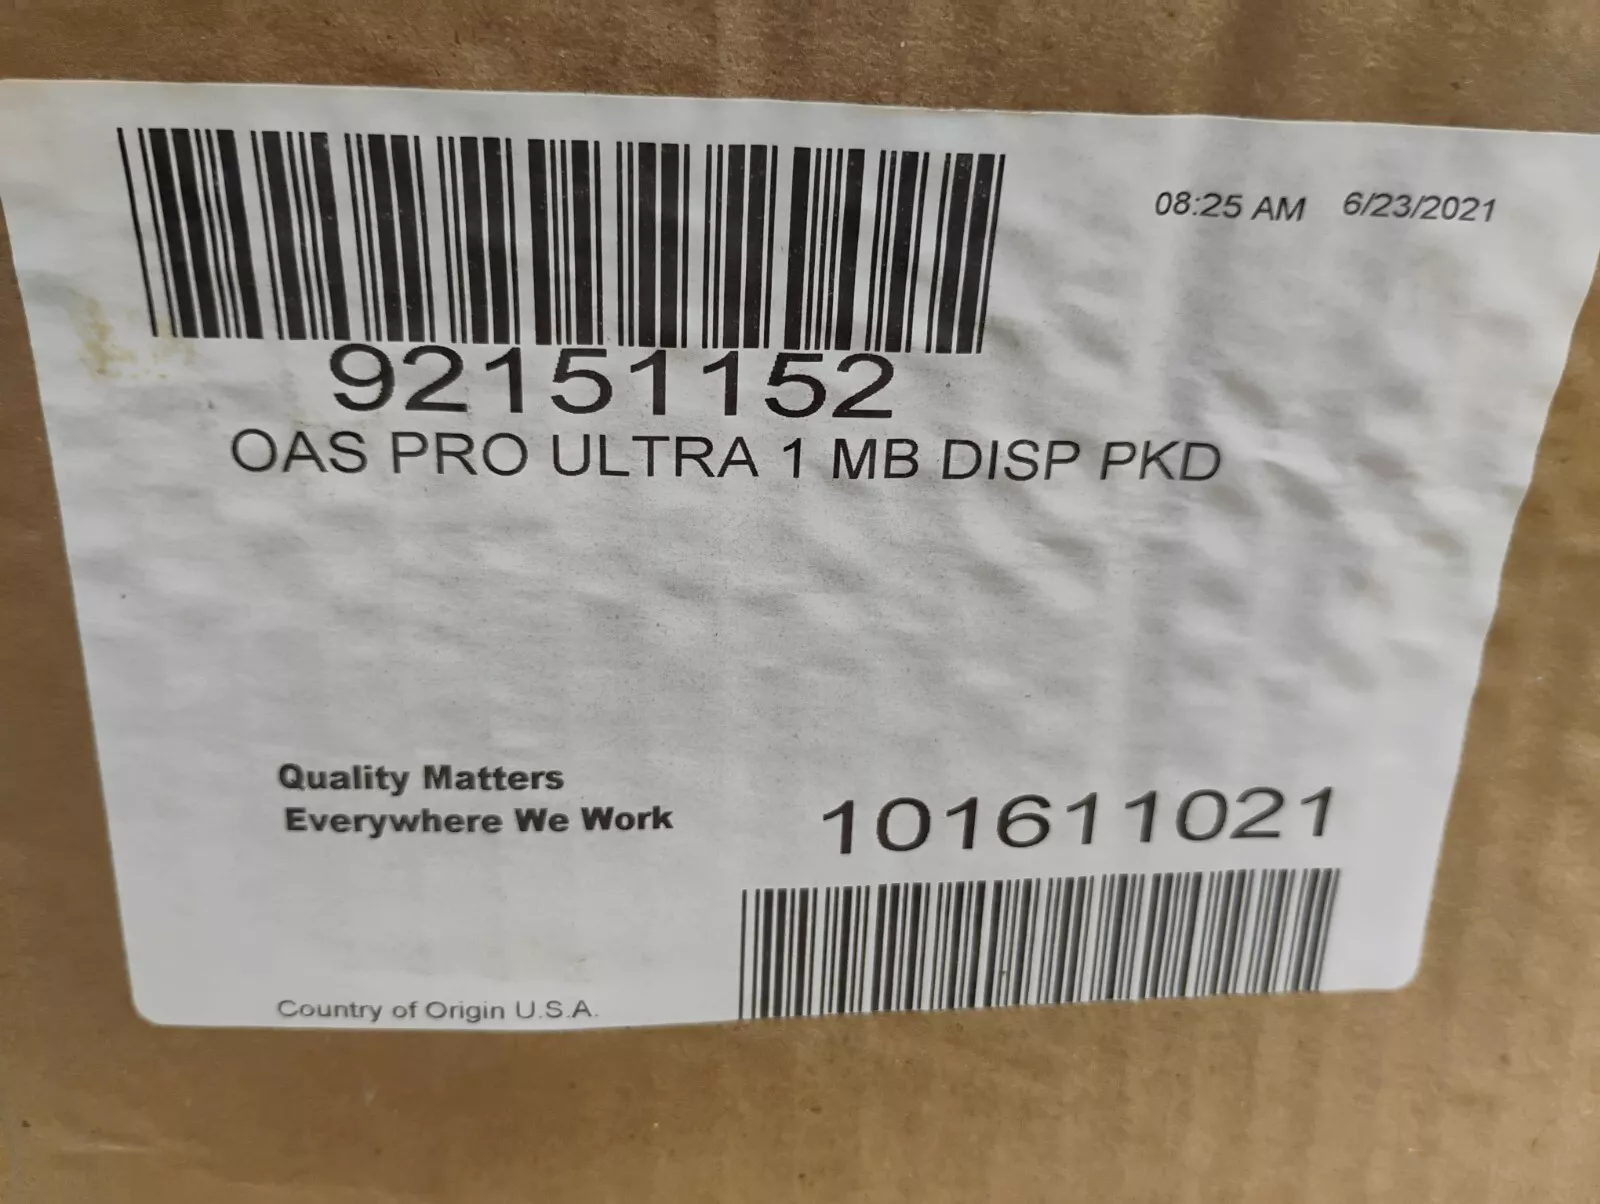 08:25 AM 6/23/2021
92151152
OAS PRO ULTRA 1 MB DISP PKD
Quality Matters
Everywhere We Work
101611021
Country of Origin U.S.A.